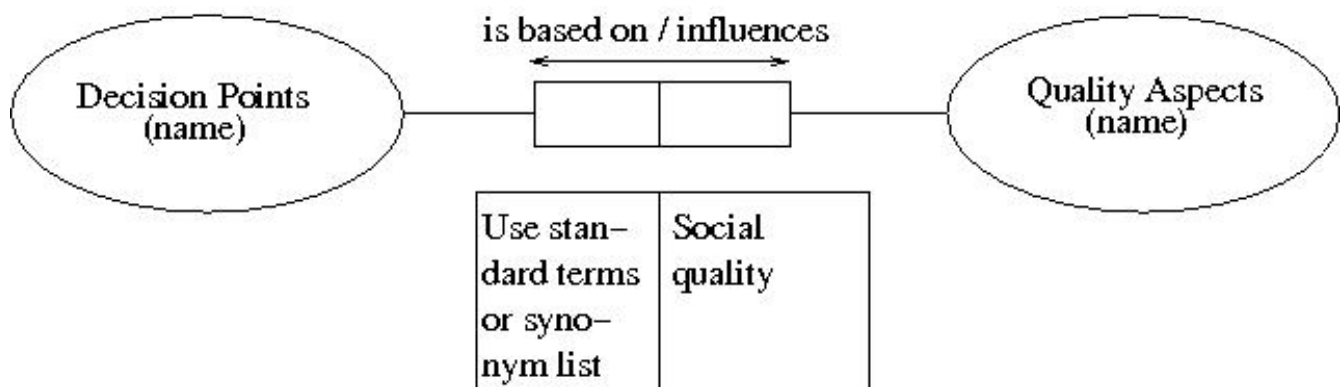 is based on / influences
Decision Points
(name)
Quality Aspects
(name)
Use stan–
dard terms
or syno–
nym list
Social
quality